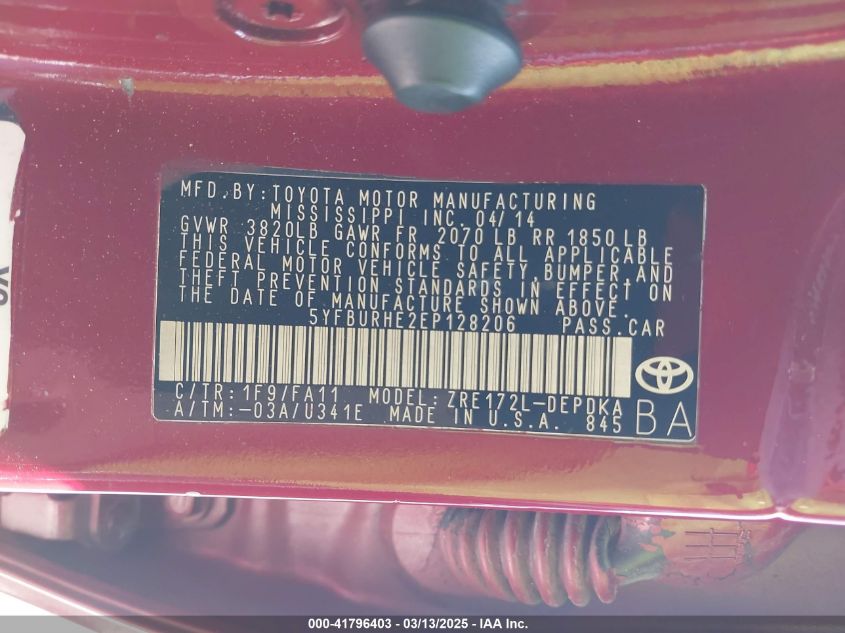 MFD. BY: TOYOTA MOTOR MANUFACTURING
MISSISSIPPI INC. 04/14
GVWR 3820LB GAWR FR 2070 LB RR 1850 LB
THIS VEHICLE CONFORMS TO ALL APPLICABLE
FEDERAL MOTOR VEHICLE SAFETY, BUMPER, AND
THEFT PREVENTION STANDARDS IN EFFECT ON
THE DATE OF MANUFACTURE SHOWN ABOVE.
5YFBURHE2EP128206 PASS. CAR
C/TR: 1F9/FA11 MODEL: ZRE172L-DEPDKA
A/TM: -03A/U341E MADE IN U.S.A. 845 BA
000-41796403 - 03/13/2025 - IAA Inc.